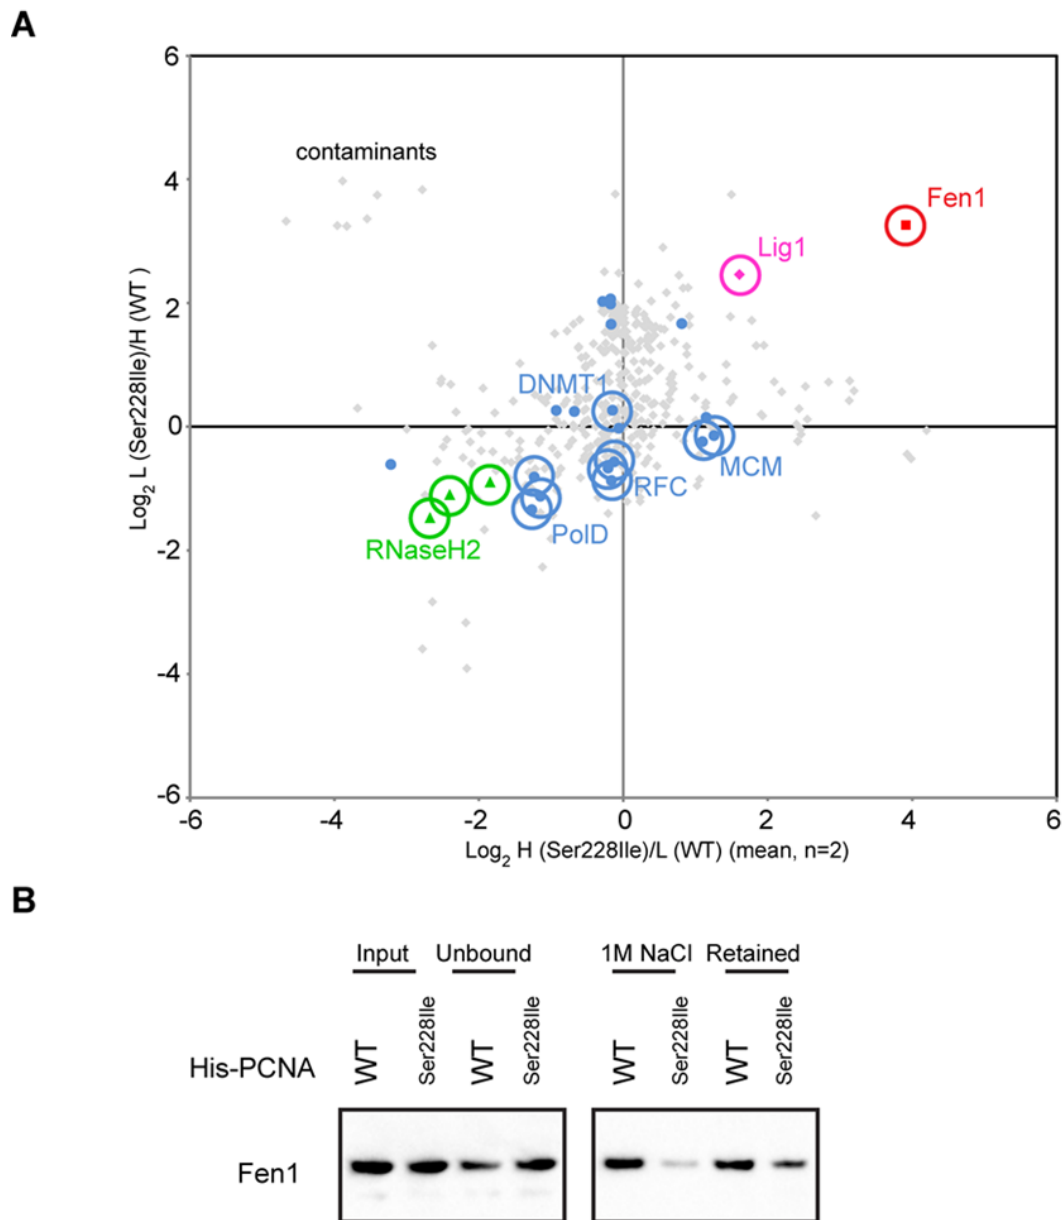 A
6
4
2
0
-2
-4
-6
Log2 L (Ser228Ile)/H (WT )
contaminants
Fen1
Lig1
DNMT1
MCM
RFC
PolD
RNaseH2
-6 -4 -2 0 2 4 6
Log2 H (Ser228Ile)/L (WT) (mean, n=2)
B
Input Unbound 1M NaCl Retained
His-PCNA WT Ser228Ile WT Ser228Ile WT Ser228Ile WT Ser228Ile
Fen1